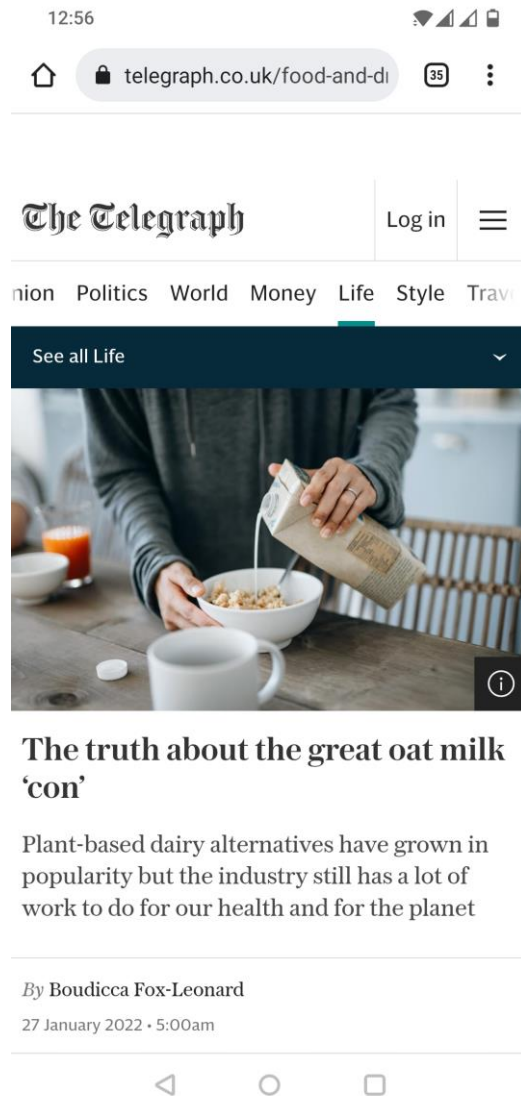 12:56
telegraph.co.uk/food-and-dr
35
The Telegraph
Log in
nion Politics World Money Life Style Trav
See all Life
The truth about the great oat milk
‘con’
Plant-based dairy alternatives have grown in
popularity but the industry still has a lot of
work to do for our health and for the planet
By Boudicca Fox-Leonard
27 January 2022 • 5:00am